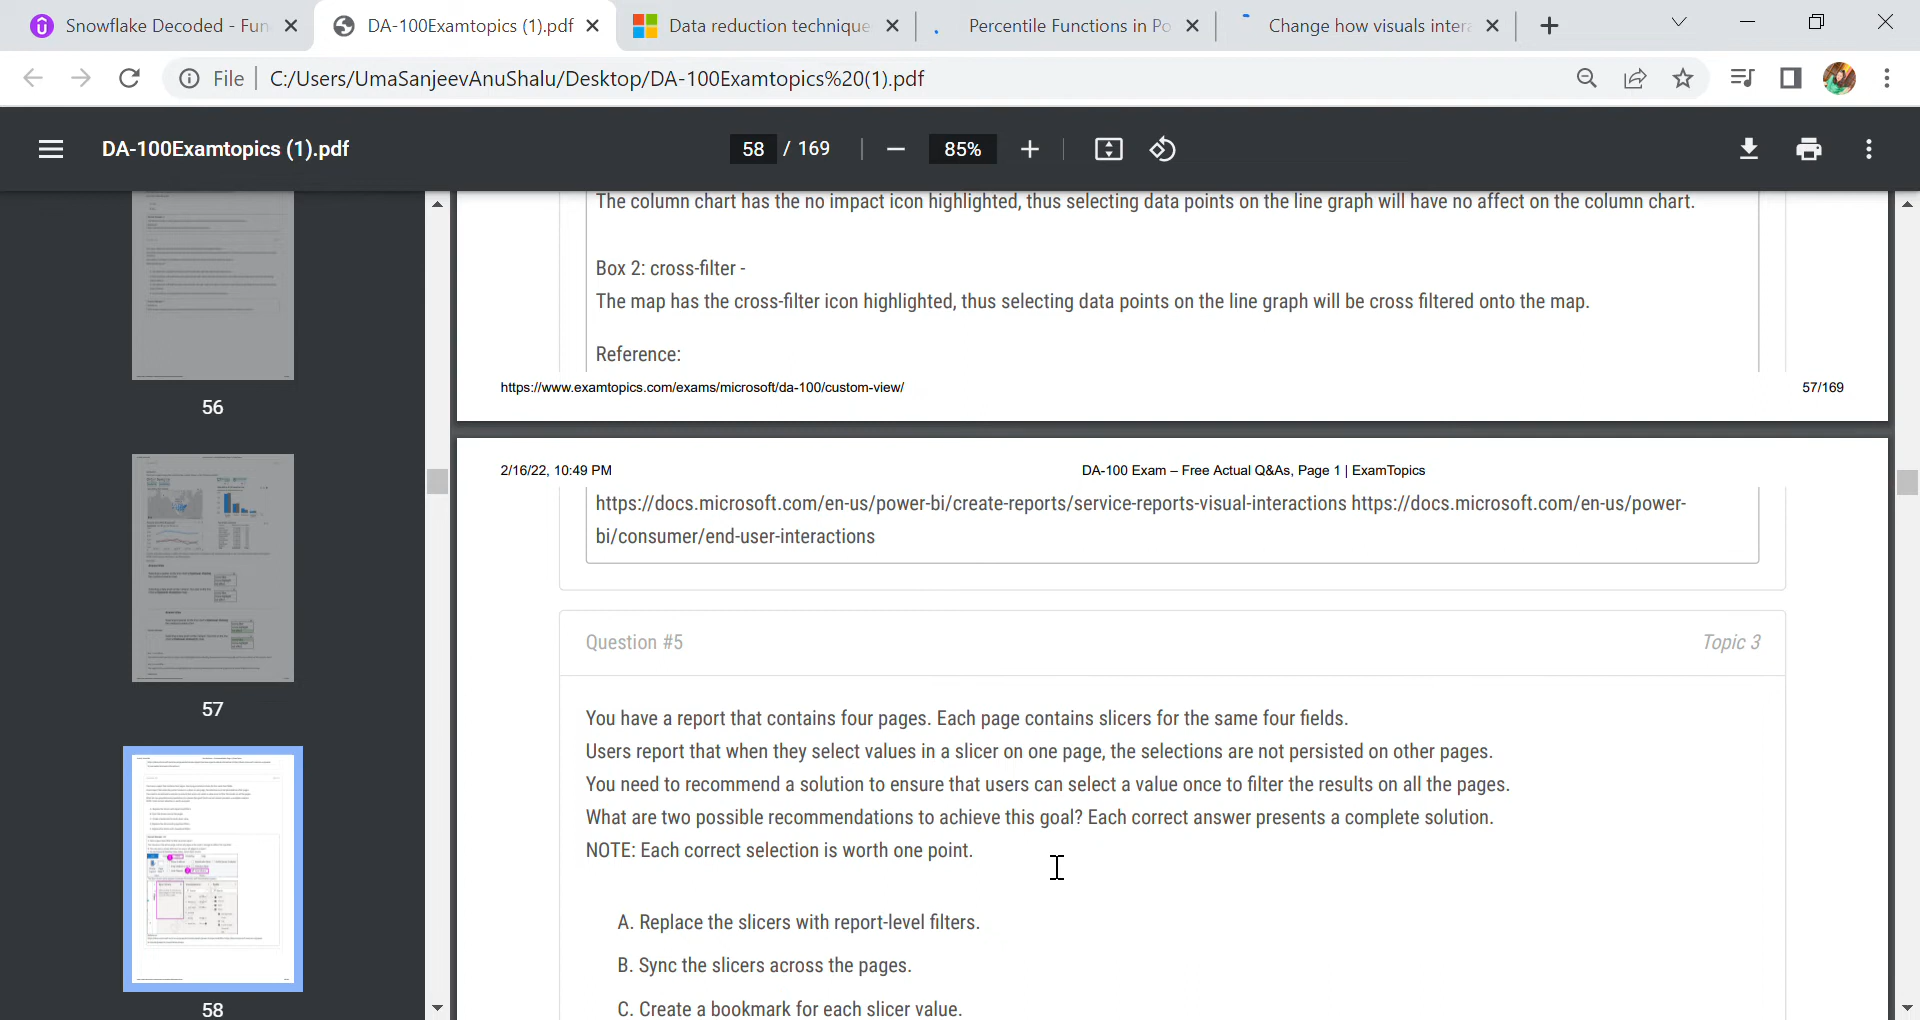 Snowflake Decoded - Fun
DA-100Examtopics (1).pdf
Data reduction technique
Percentile Functions in Po
Change how visuals intera
File
C:/Users/UmaSanjeevAnuShalu/Desktop/DA-100Examtopics%20(1).pdf
DA-100Examtopics (1).pdf
58 / 169
85%
The column chart has the no impact icon highlighted, thus selecting data points on the line graph will have no affect on the column chart.
Box 2: cross-filter -
The map has the cross-filter icon highlighted, thus selecting data points on the line graph will be cross filtered onto the map.
Reference:
https://www.examtopics.com/exams/microsoft/da-100/custom-view/
57/169
2/16/22, 10:49 PM
DA-100 Exam – Free Actual Q&As, Page 1 | ExamTopics
https://docs.microsoft.com/en-us/power-bi/create-reports/service-reports-visual-interactions https://docs.microsoft.com/en-us/power-
bi/consumer/end-user-interactions
Question #5
Topic 3
You have a report that contains four pages. Each page contains slicers for the same four fields.
Users report that when they select values in a slicer on one page, the selections are not persisted on other pages.
You need to recommend a solution to ensure that users can select a value once to filter the results on all the pages.
What are two possible recommendations to achieve this goal? Each correct answer presents a complete solution.
NOTE: Each correct selection is worth one point.
A. Replace the slicers with report-level filters.
B. Sync the slicers across the pages.
C. Create a bookmark for each slicer value.
56
57
58